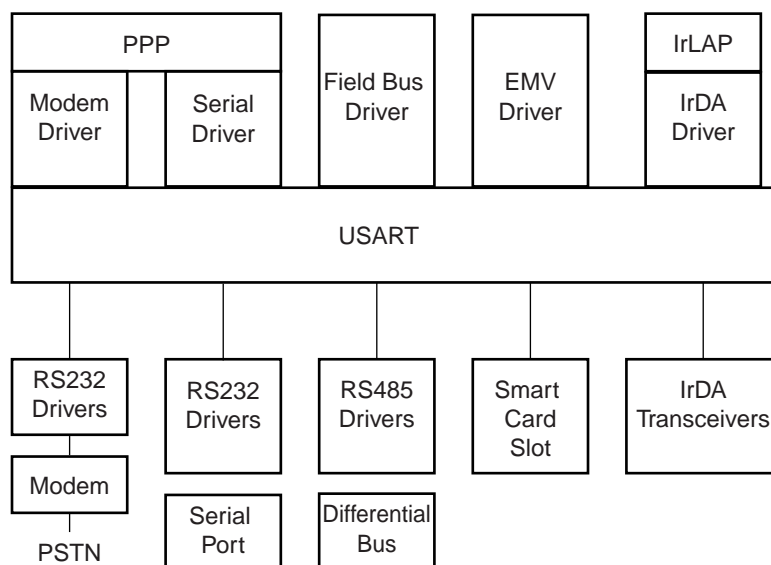 PPP
Modem
Driver
Serial
Driver
Field Bus
Driver
EMV
Driver
IrLAP
IrDA
Driver
USART
RS232
Drivers
Modem
PSTN
RS232
Drivers
Serial
Port
RS485
Drivers
Differential
Bus
Smart
Card
Slot
IrDA
Transceivers